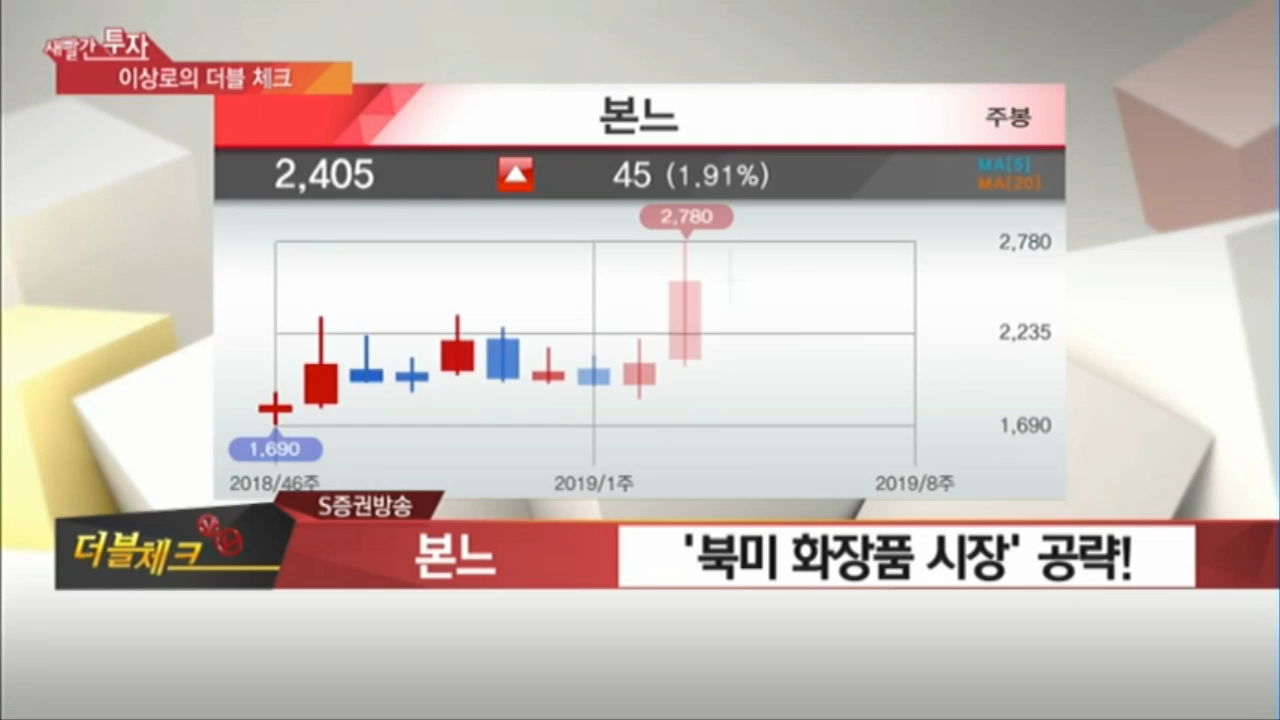 새빨간 투자
이상로의 더블 체크
본느
주봉
2,405
45 (1.91%)
MA[5]
MA[20]
2,780
2,780
2,235
1,690
1,690
2018/46주
2019/1주
2019/8주
S증권방송
더블체크
본느
'북미 화장품 시장' 공략!